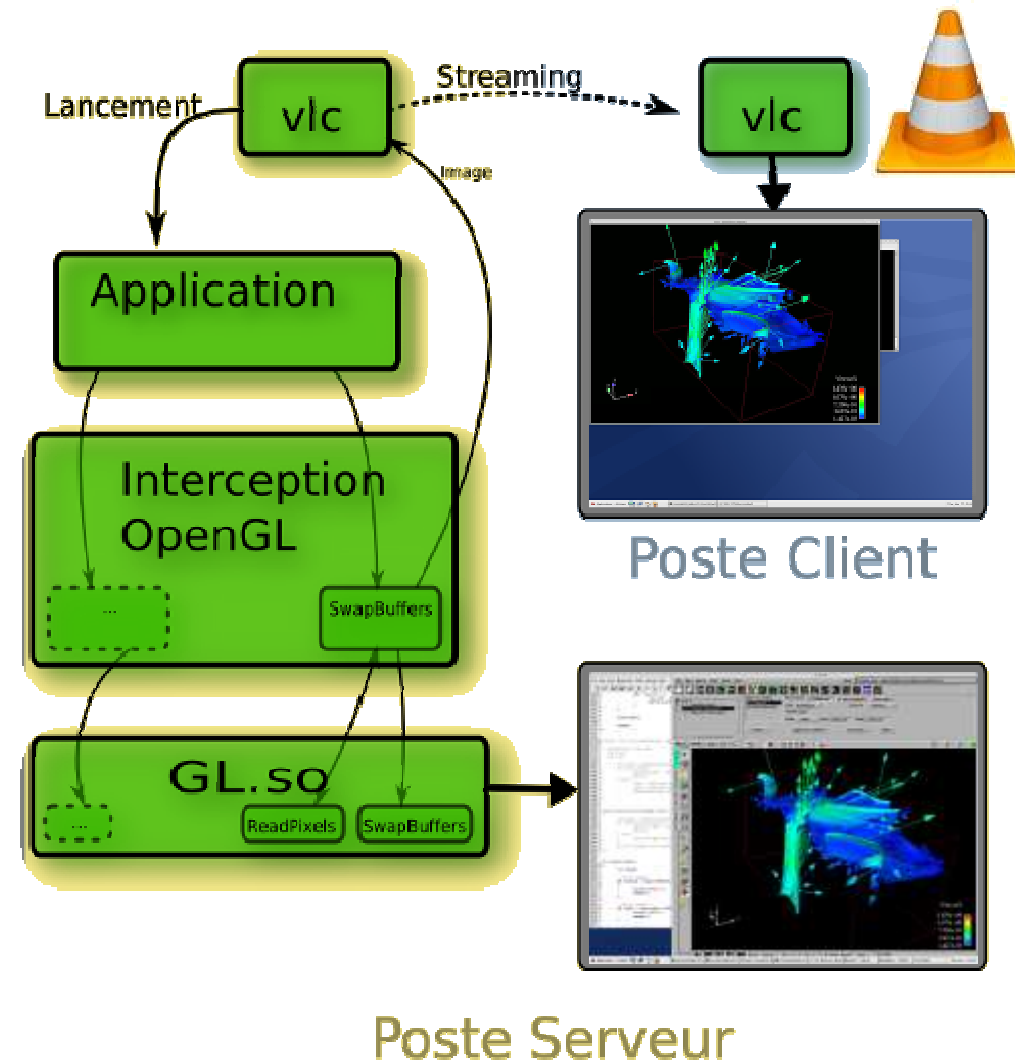 Streaming
Lancement
vlc
vlc
Image
Application
Interception
OpenGL
...
SwapBuffers
Poste Client
GL.so
...
ReadPixels
SwapBuffers
Poste Serveur